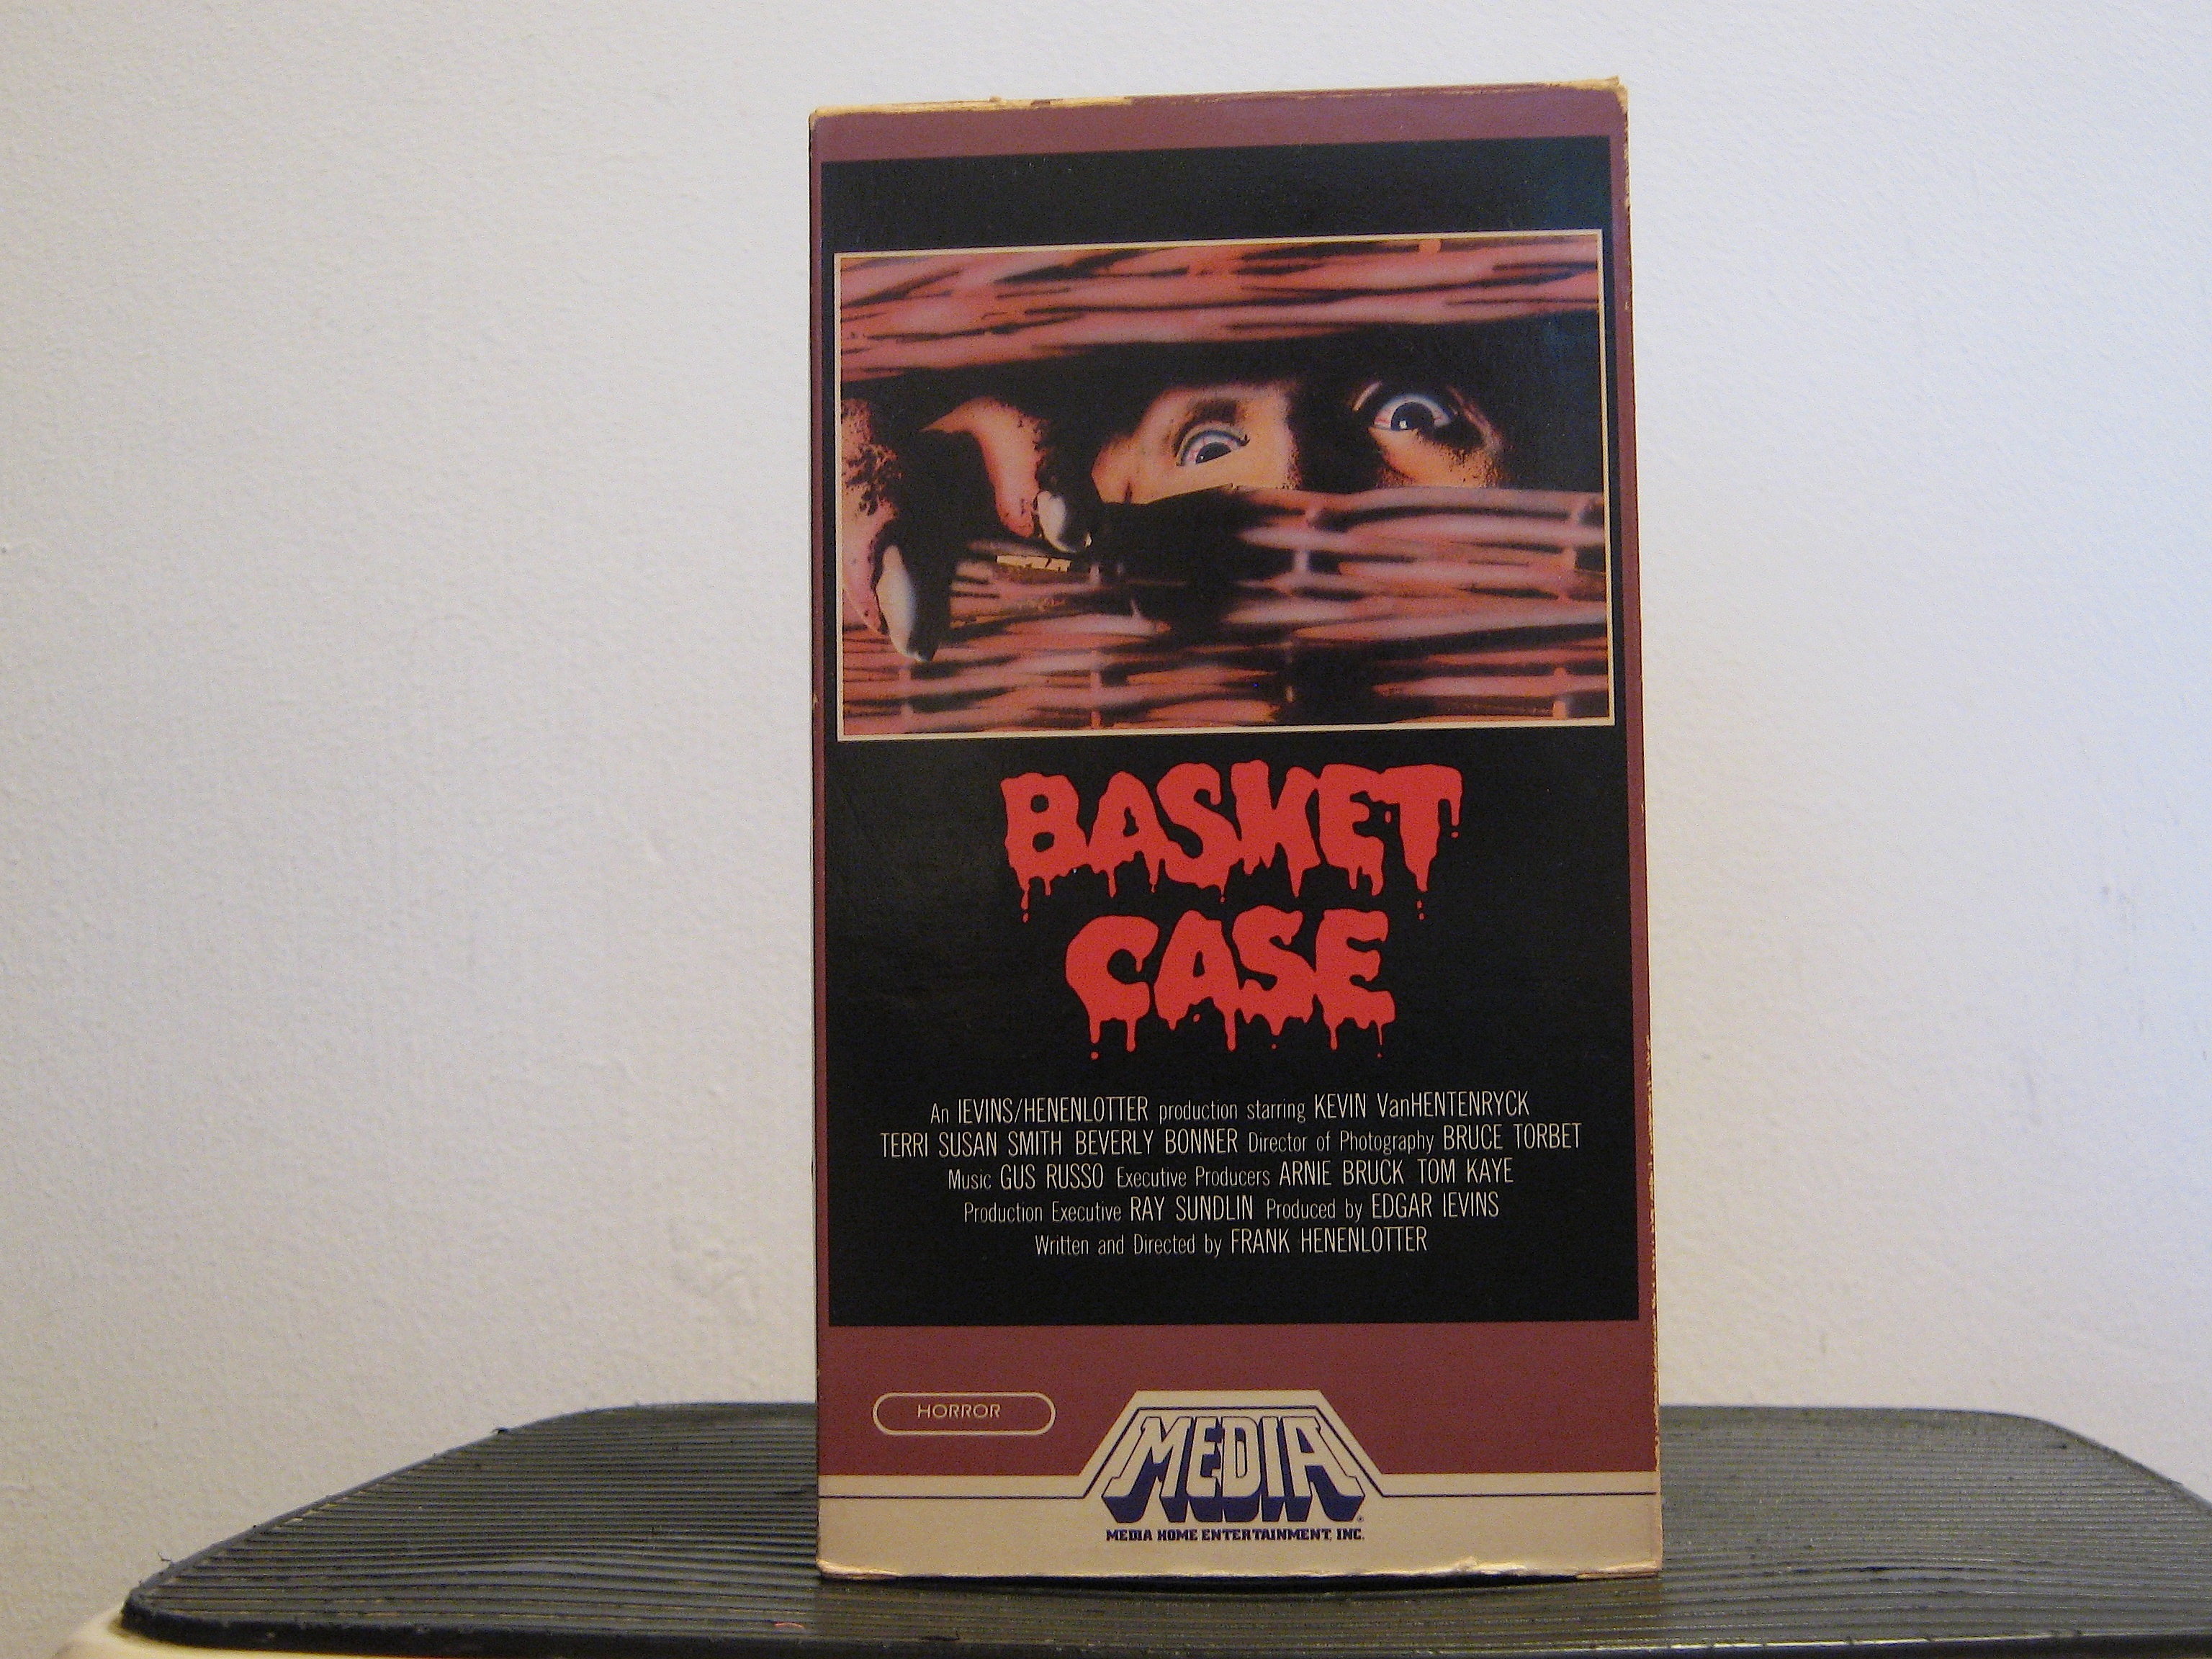 BASKET
CASE
An IEVINS/HENENLOTTER production starring KEVIN VanHENTENRYCK
TERRI SUSAN SMITH BEVERLY BONNER Director of Photography BRUCE TORBET
Music GUS RUSSO Executive Producers ARNIE BRUCK TOM KAYE
Production Executive RAY SUNDLIN Produced by EDGAR IEVINS
Written and Directed by FRANK HENENLOTTER
HORROR
MEDIA®
MEDIA HOME ENTERTAINMENT, INC.